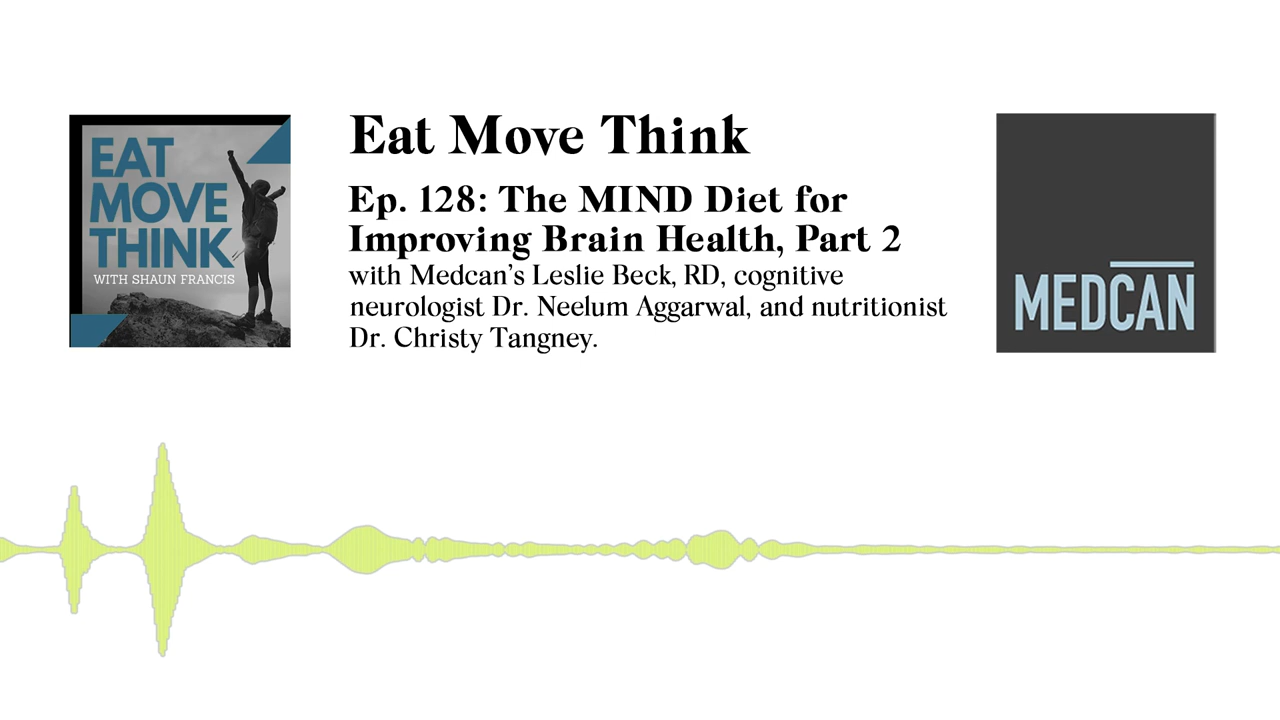 EAT
MOVE
THINK
WITH SHAUN FRANCIS
Eat Move Think
Ep. 128: The MIND Diet for
Improving Brain Health, Part 2
with Medcan's Leslie Beck, RD, cognitive
neurologist Dr. Neelum Aggarwal, and nutritionist
Dr. Christy Tangney.
MEDCAN